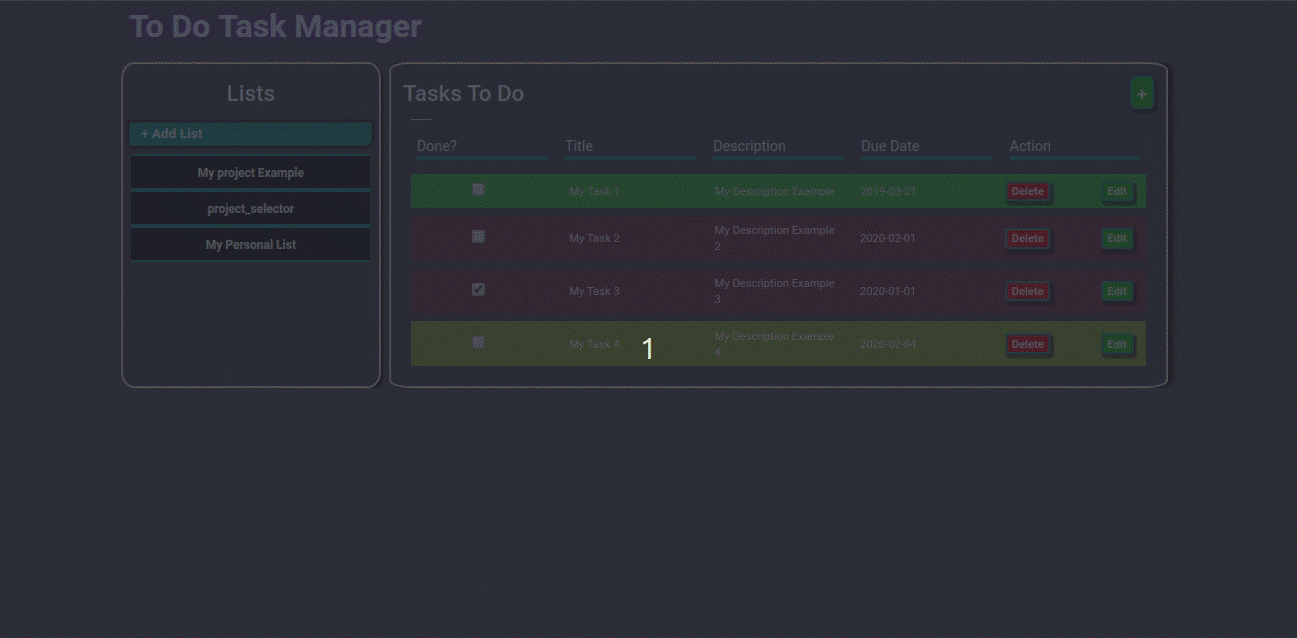 To Do Task Manager
Lists
+ Add List
My project Example
project_selector
My Personal List
Tasks To Do
+
Done? Title Description Due Date Action
My Task 1 My Description Example 2019-03-21 Delete Edit
My Task 2 My Description Example 2020-02-01 Delete Edit
2
My Task 3 My Description Example 2020-01-01 Delete Edit
3
My Task 4 My Description Example 2020-02-04 Delete Edit
4
1